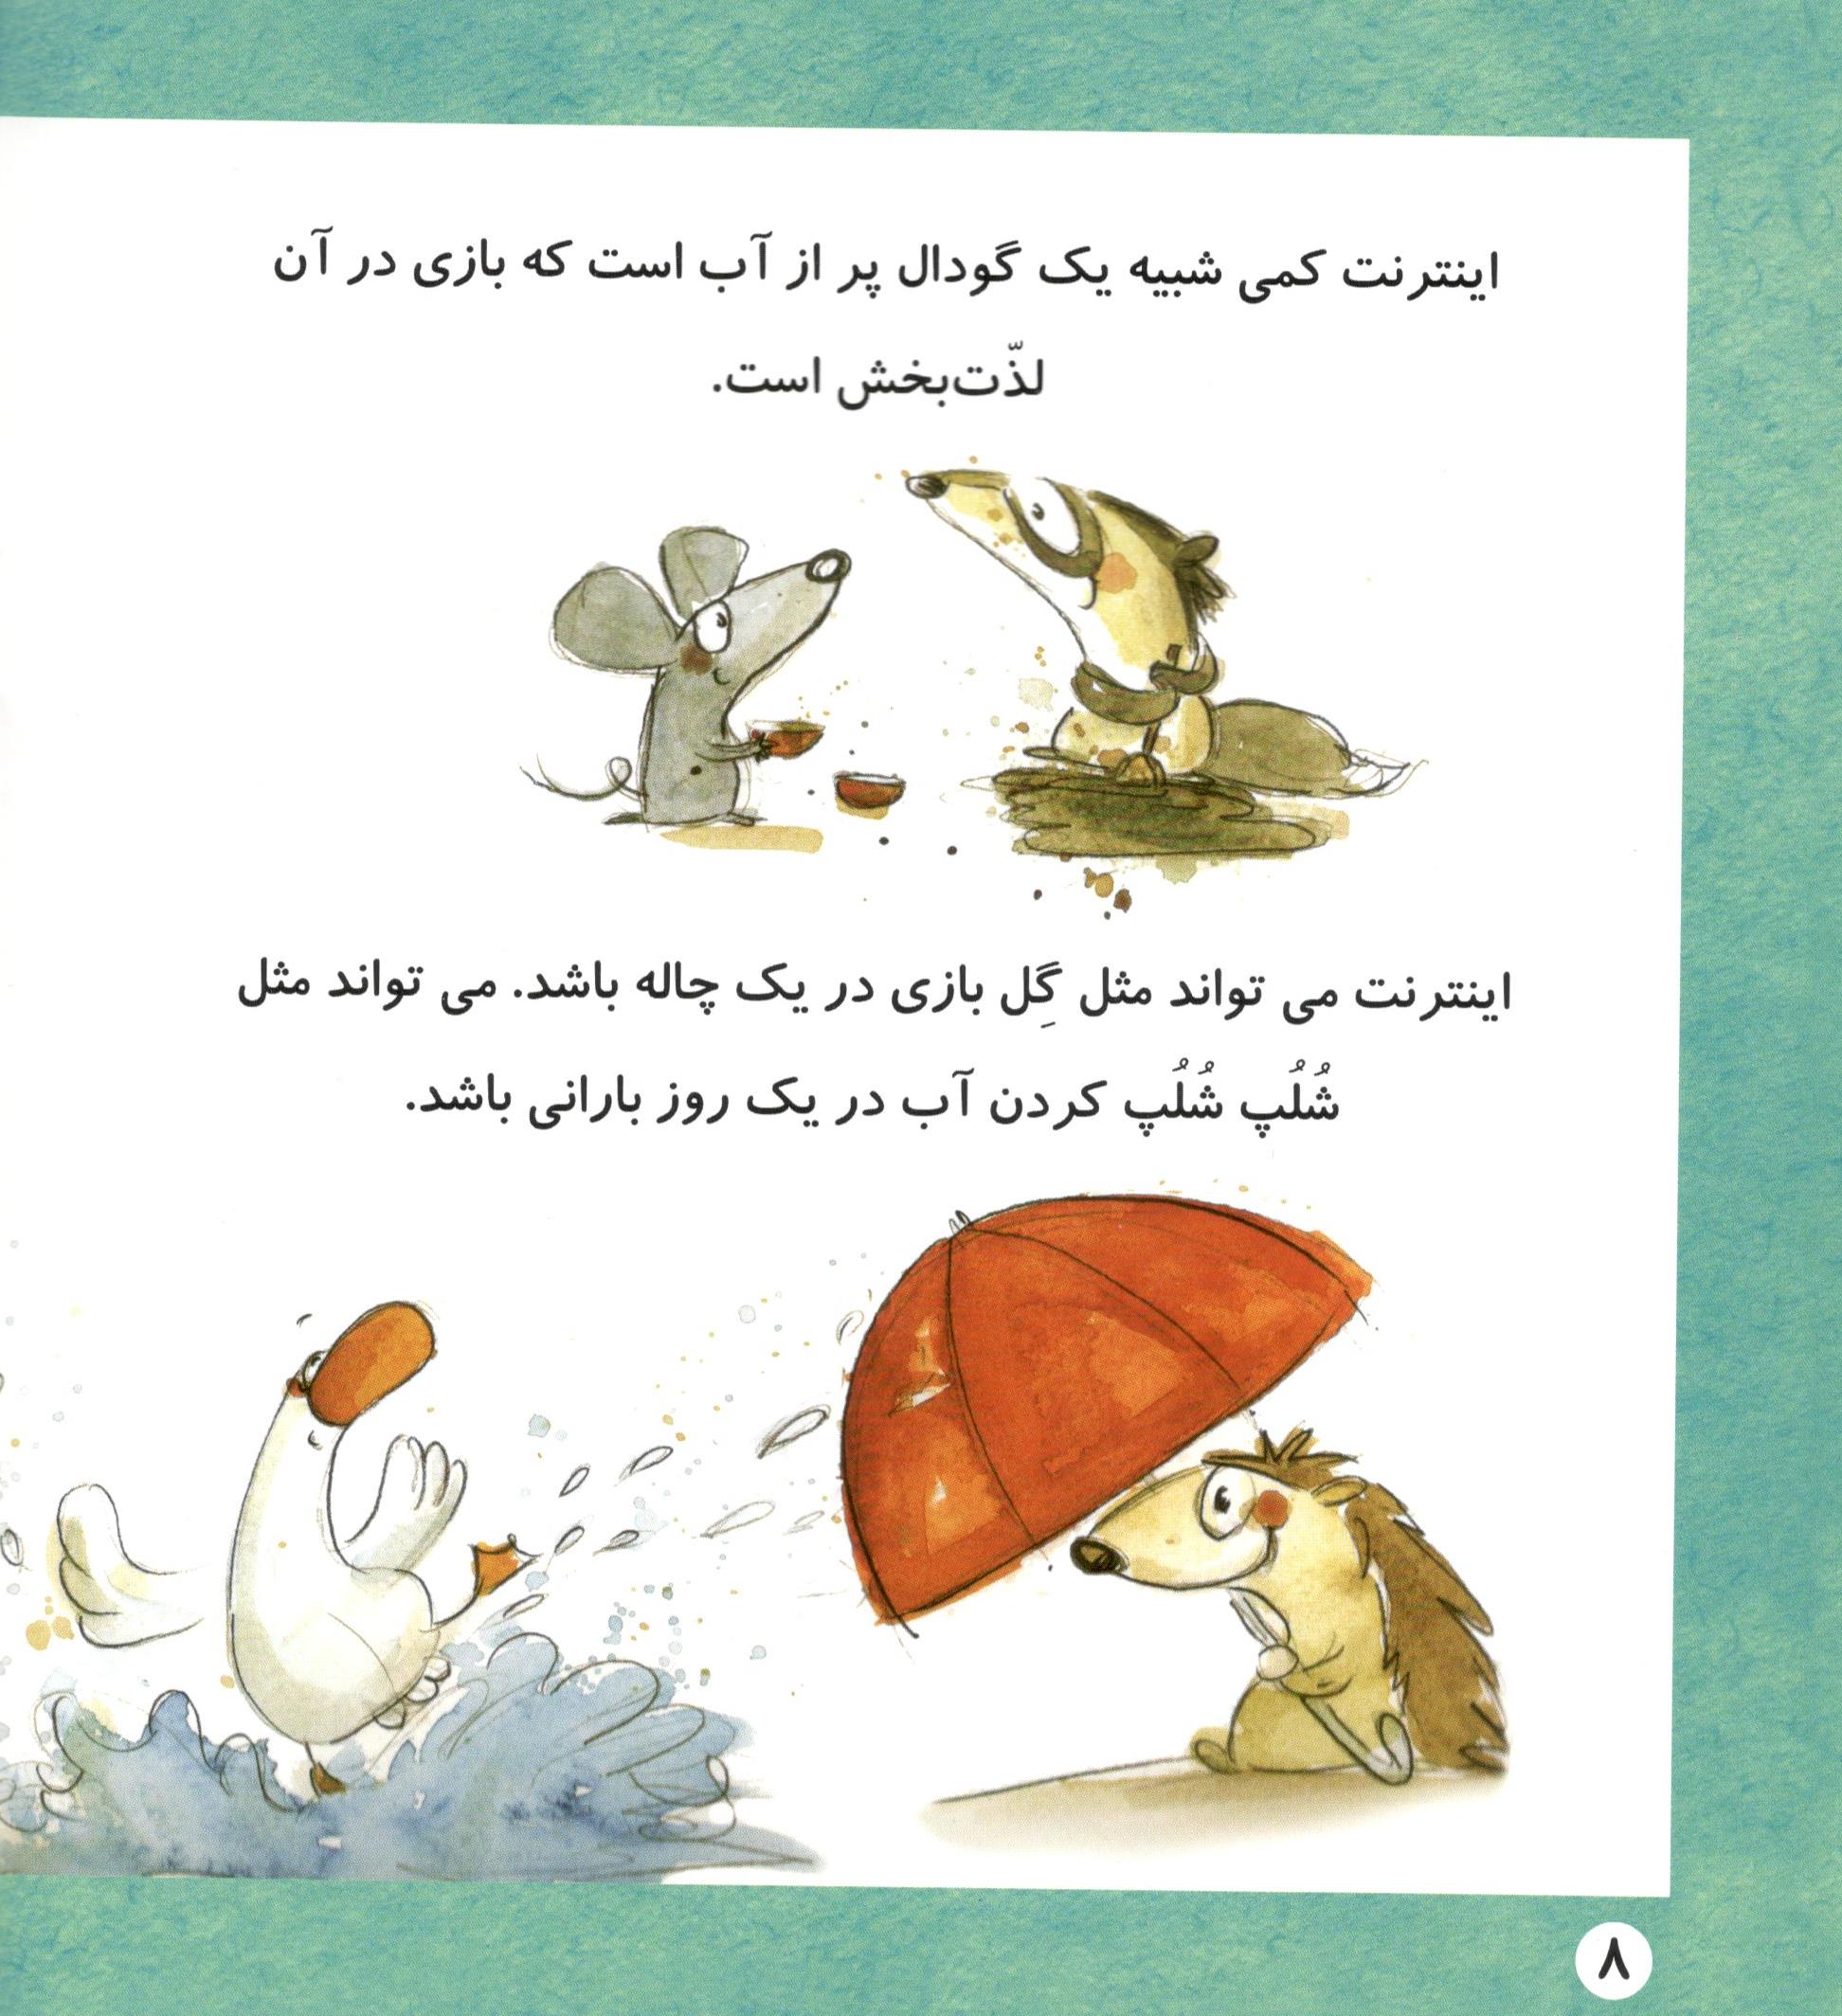 اینترنت کمی شبیه یک گودال پر از آب است که بازی در آن
لذّت‌بخش است.
اینترنت می تواند مثل گِل بازی در یک چاله باشد. می تواند مثل
شُلُپ شُلُپ کردن آب در یک روز بارانی باشد.
۸